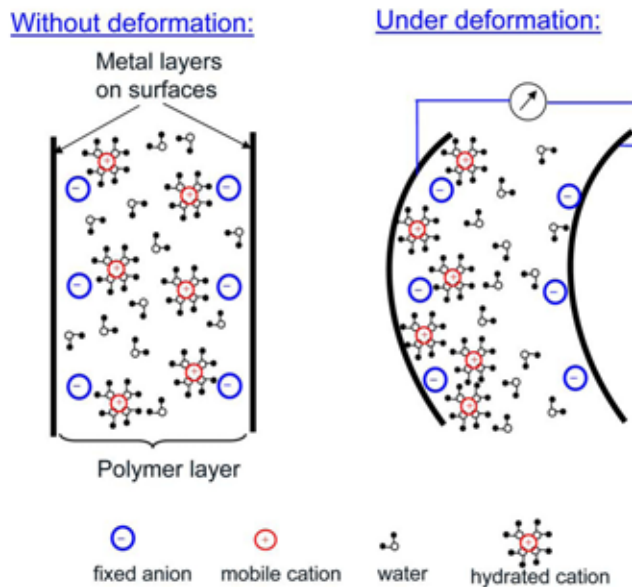 Without deformation:
Under deformation:
Metal layers
on surfaces
Polymer layer
fixed anion
mobile cation
water
hydrated cation